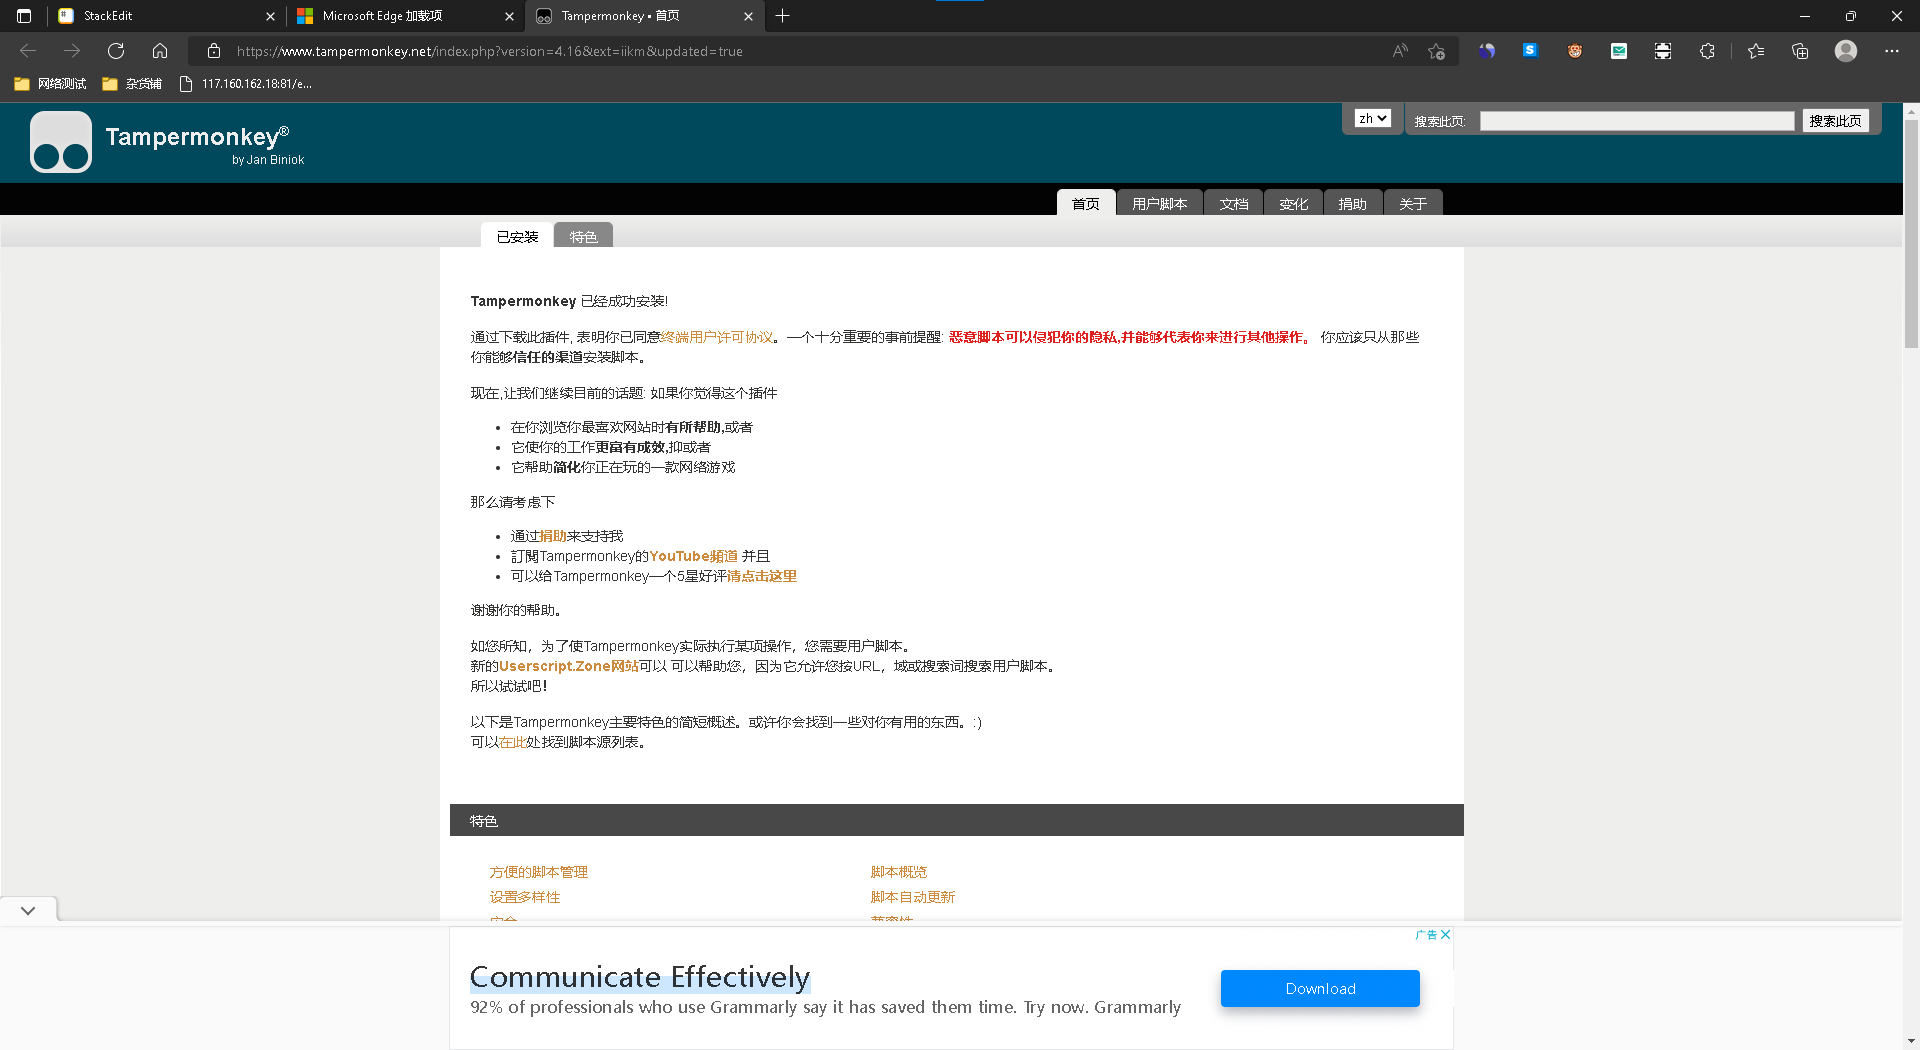 StackEdit
Microsoft Edge 加载项
Tampermonkey • 首页
https://www.tampermonkey.net/index.php?version=4.16&ext=iikm&updated=true
网络测试
杂货铺
117.160.162.18:81/e...
Tampermonkey®
by Jan Biniok
zh
搜索此页:
搜索此页
首页
用户脚本
文档
变化
捐助
关于
已安装
特色
Tampermonkey 已经成功安装!
通过下载此插件, 表明你已同意终端用户许可协议。一个十分重要的事前提醒: 恶意脚本可以侵犯你的隐私,并能够代表你来进行其他操作。 你应该只从那些
你能够信任的渠道安装脚本。
现在,让我们继续目前的话题: 如果你觉得这个插件
• 在你浏览你最喜欢网站时有所帮助,或者
• 它使你的工作更富有成效,抑或者
• 它帮助简化你正在玩的一款网络游戏
那么请考虑下
• 通过捐助来支持我
• 訂閱Tampermonkey的YouTube頻道 并且
• 可以给Tampermonkey一个5星好评请点击这里
谢谢你的帮助。
如您所知，为了使Tampermonkey实际执行某项操作，您需要用户脚本。
新的Userscript.Zone网站可以 可以帮助您，因为它允许您按URL，域或搜索词搜索用户脚本。
所以试试吧！
以下是Tampermonkey主要特色的简短概述。或许你会找到一些对你有用的东西。:)
可以在此处找到脚本源列表。
特色
方便的脚本管理
脚本概览
设置多样性
脚本自动更新
安全
兼容性
广告
Communicate Effectively
92% of professionals who use Grammarly say it has saved them time. Try now. Grammarly
Download